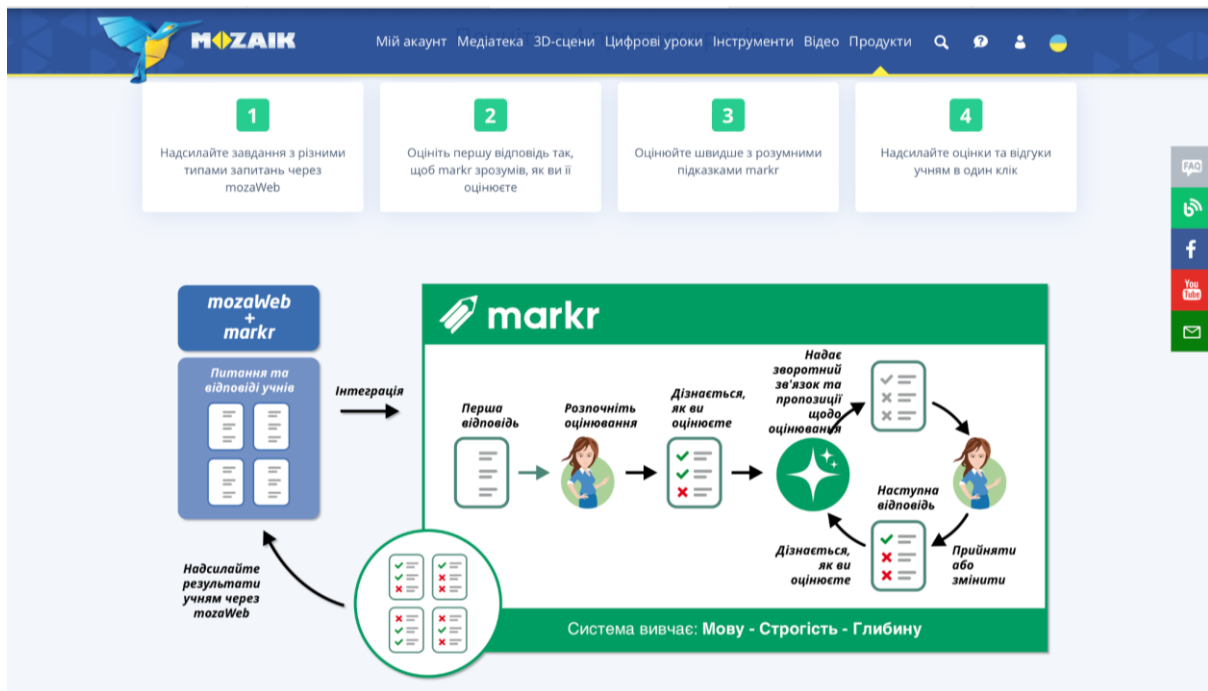 MOZAIK
Мій акаунт Медіатека 3D-сцени Цифрові уроки Інструменти Відео Продукти
1
Надсилайте завдання з різними
типами запитань через
mozaWeb
2
Оцініть першу відповідь так,
щоб markr зрозумів, як ви її
оцінюєте
3
Оцінюйте швидше з розумними
підказками markr
4
Надсилайте оцінки та відгуки
учням в один клік
FAQ
You
Tube
mozaWeb
+
markr
Питання та
відповіді учнів
Інтеграція
markr
Перша
відповідь
Розпочніть
оцінювання
Дізнається,
як ви
оцінюєте
Надає
зворотний
зв'язок та
пропозиції
щодо
оцінювання
Наступна
відповідь
Прийняти
або
змінити
Дізнається,
як ви
оцінюєте
Надсилайте
результати
учням через
mozaWeb
Система вивчає: Мову - Строгість - Глибину